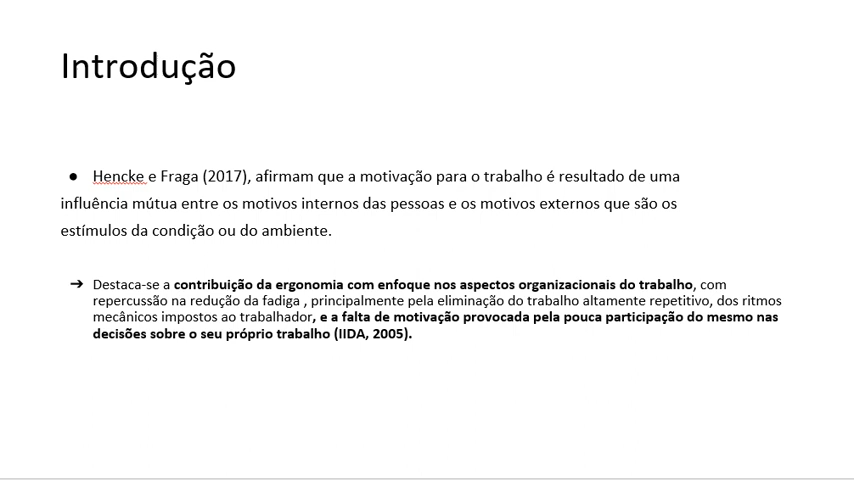 Introdução
● Hencke e Fraga (2017), afirmam que a motivação para o trabalho é resultado de uma
influência mútua entre os motivos internos das pessoas e os motivos externos que são os
estímulos da condição ou do ambiente.
➔ Destaca-se a contribuição da ergonomia com enfoque nos aspectos organizacionais do trabalho, com
repercussão na redução da fadiga , principalmente pela eliminação do trabalho altamente repetitivo, dos ritmos
mecânicos impostos ao trabalhador, e a falta de motivação provocada pela pouca participação do mesmo nas
decisões sobre o seu próprio trabalho (IIDA, 2005).